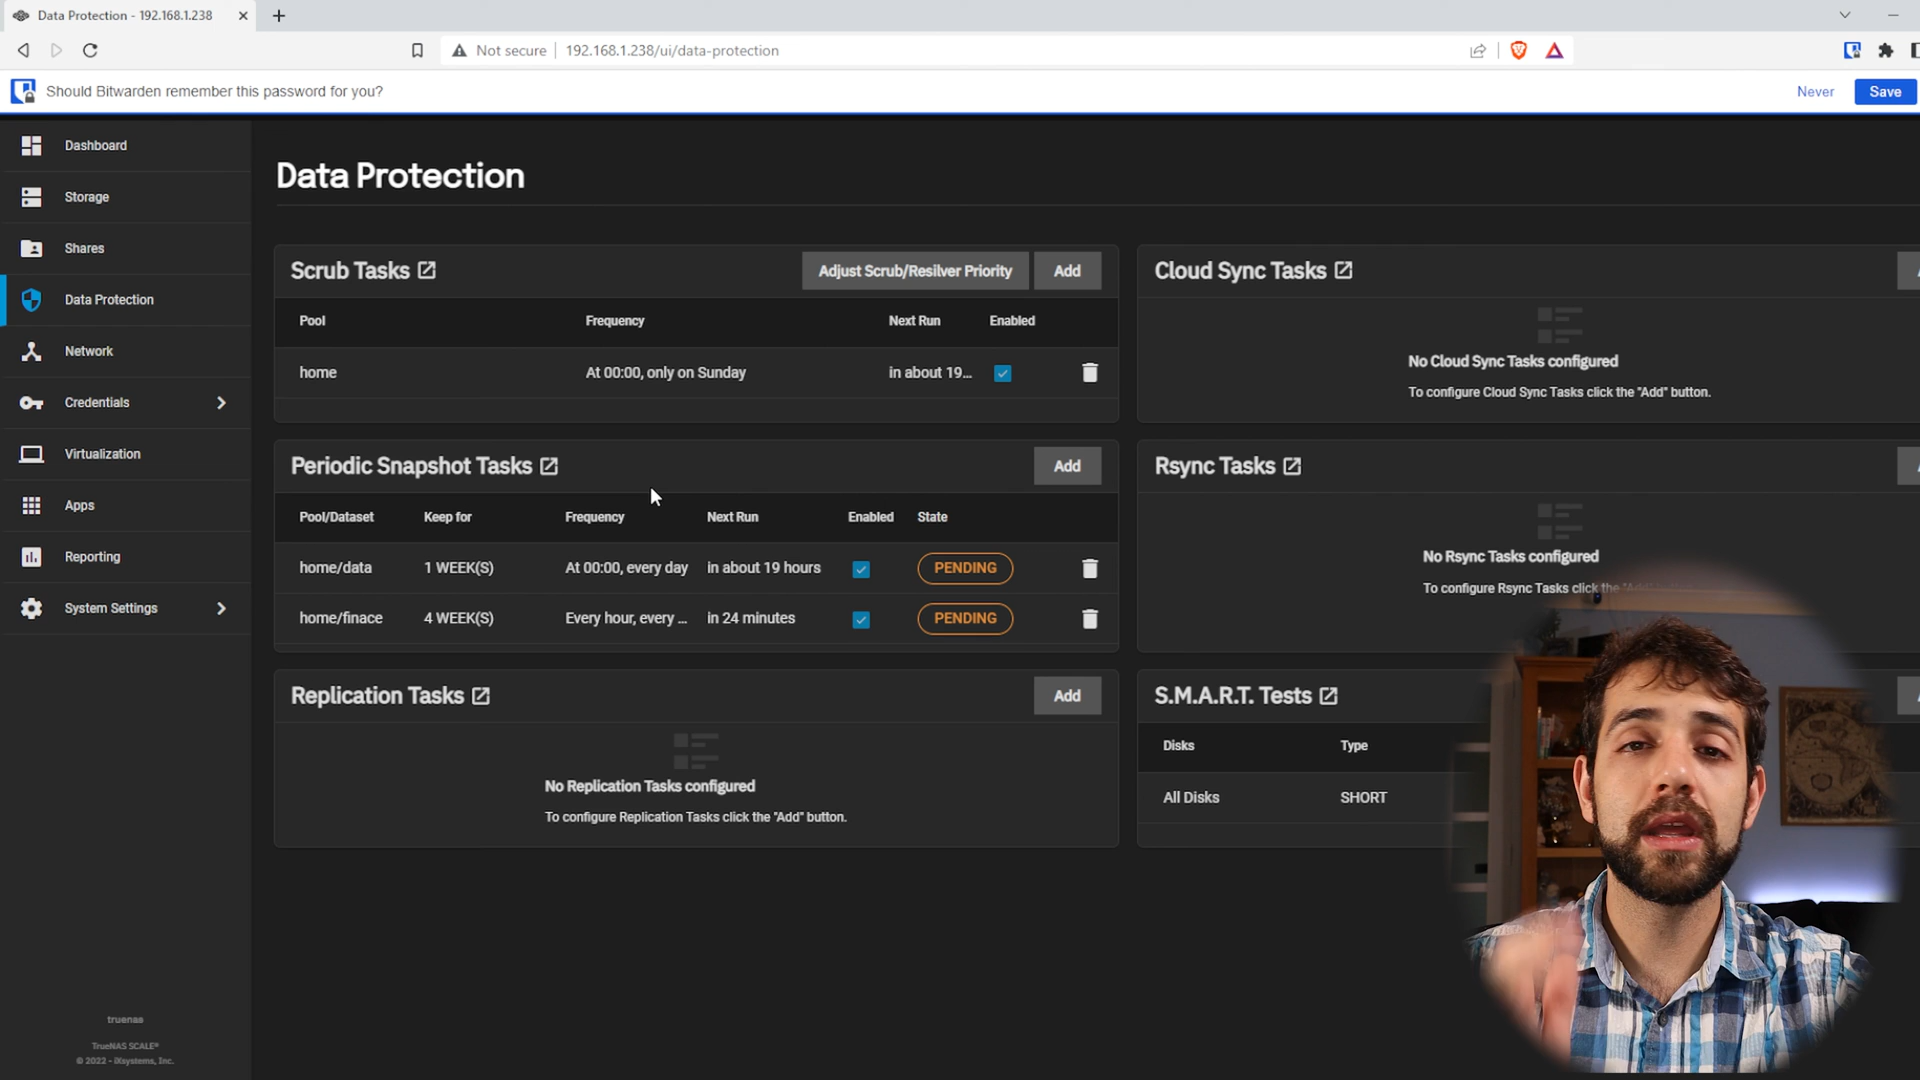 Data Protection - 192.168.1.238
Not secure
192.168.1.238/ui/data-protection
Should Bitwarden remember this password for you?
Never
Save
Dashboard
Storage
Shares
Data Protection
Network
Credentials
Virtualization
Apps
Reporting
System Settings
truenas
TrueNAS SCALE®
© 2022 - iXsystems, Inc.
Data Protection
Scrub Tasks
Adjust Scrub/Resilver Priority
Add
Pool Frequency Next Run Enabled
home At 00:00, only on Sunday in about 19...
Cloud Sync Tasks
No Cloud Sync Tasks configured
To configure Cloud Sync Tasks click the "Add" button.
Periodic Snapshot Tasks
Add
Pool/Dataset Keep for Frequency Next Run Enabled State
home/data 1 WEEK(S) At 00:00, every day in about 19 hours PENDING
home/finace 4 WEEK(S) Every hour, every ... in 24 minutes PENDING
Rsync Tasks
No Rsync Tasks configured
To configure Rsync Tasks click the
Replication Tasks
Add
No Replication Tasks configured
To configure Replication Tasks click the "Add" button.
S.M.A.R.T. Tests
Disks Type
All Disks SHORT